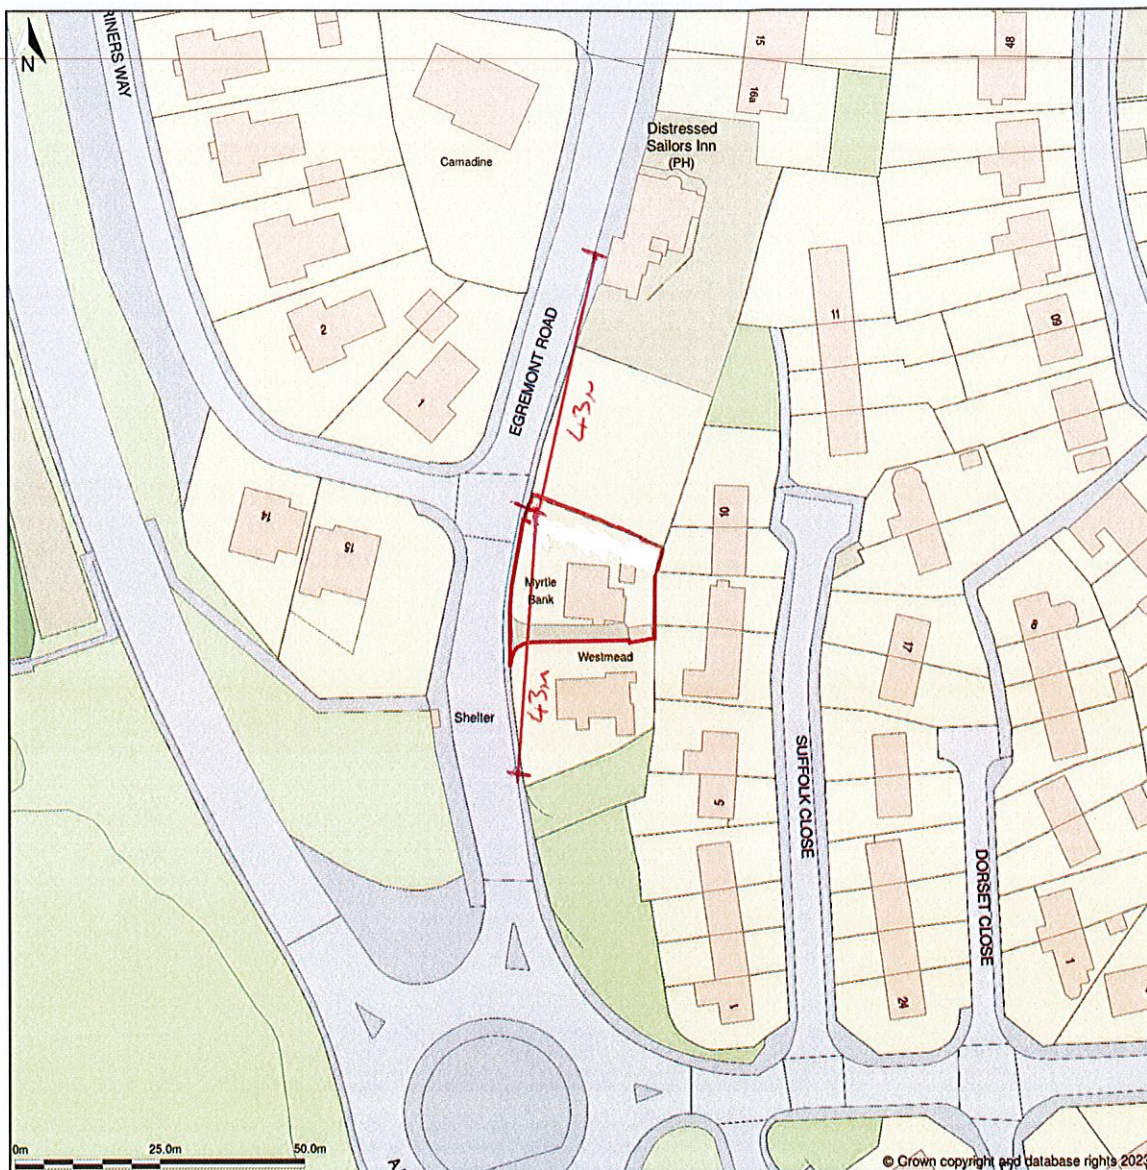 N
RINERS WAY
Camadine
15
16a
48
Distressed
Sailors Inn
(PH)
2
1
EGREMONT ROAD
43m
11
60
14
15
10
Myrtle
Bank
Westmead
17
8
Shelter
43m
5
SUFFOLK CLOSE
DORSET CLOSE
1
24
1
A
0m
25.0m
50.0m
© Crown copyright and database rights 2023